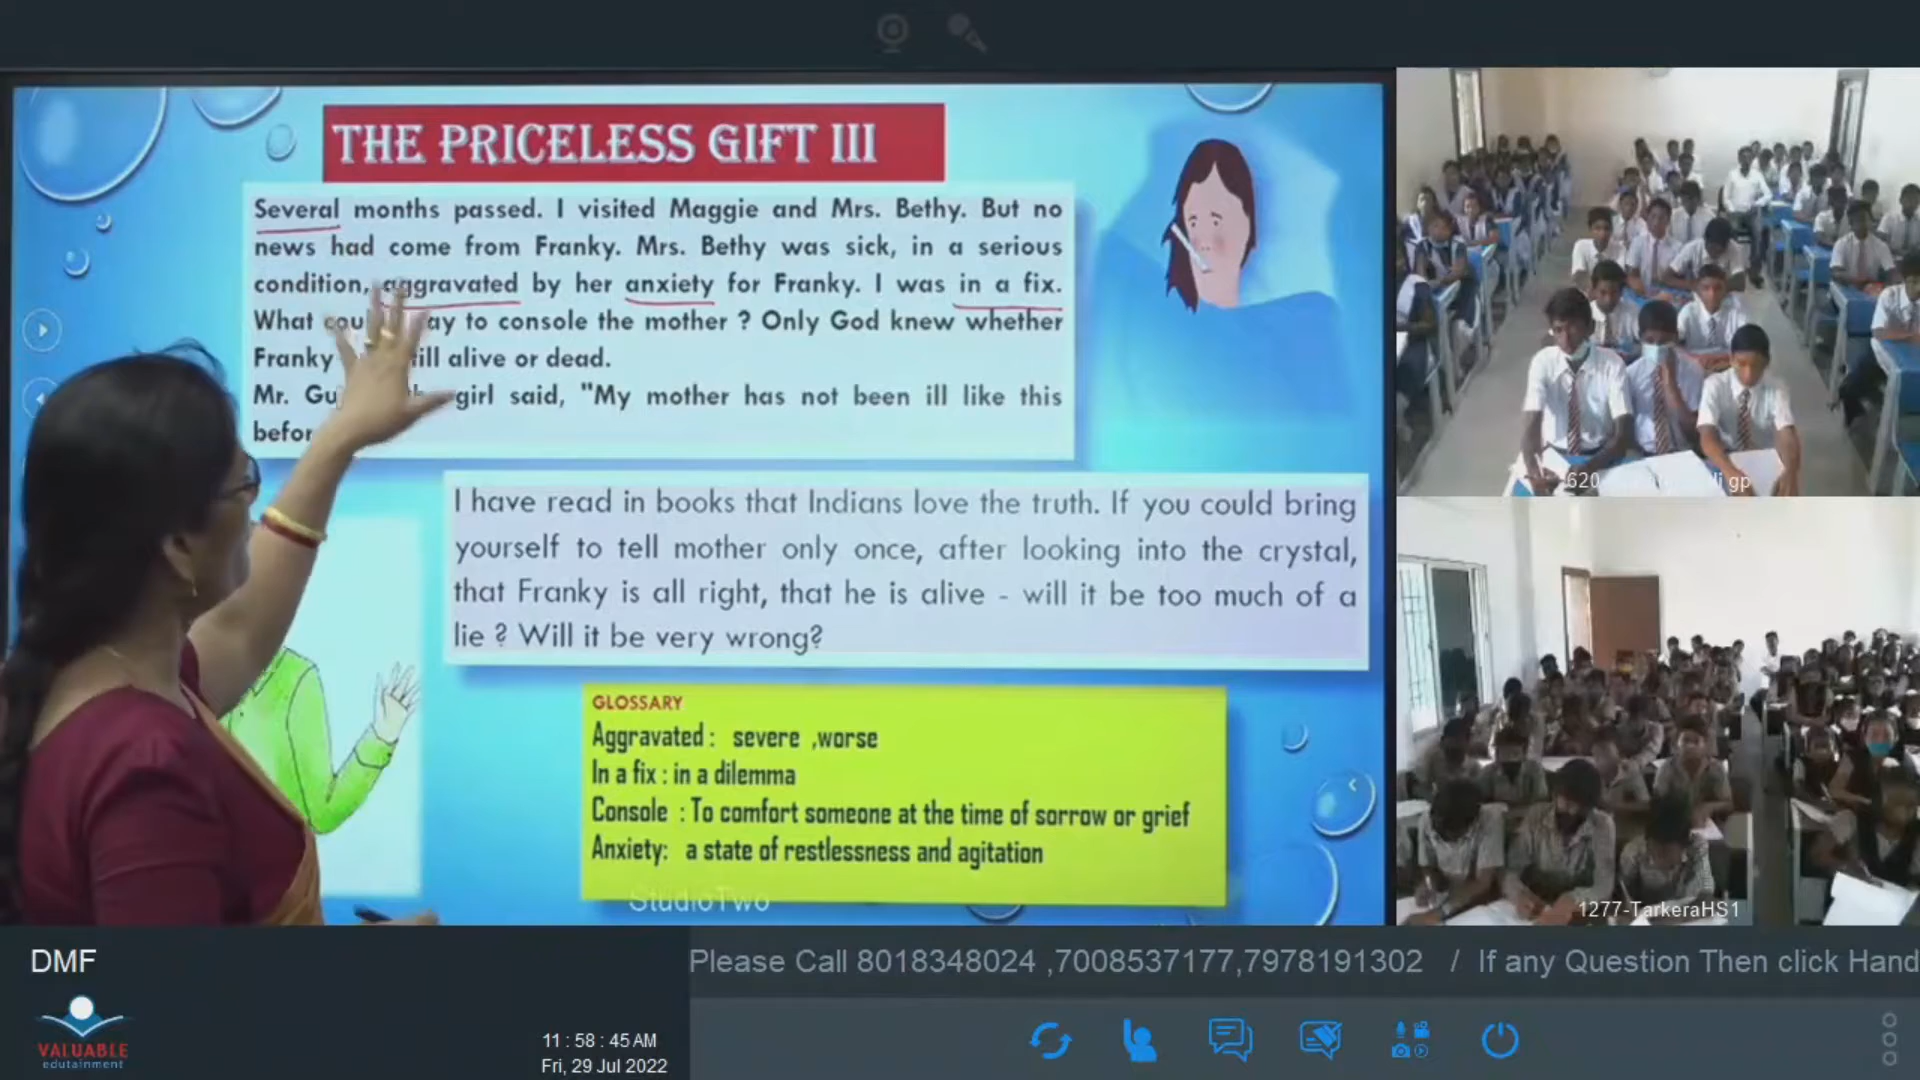 THE PRICELESS GIFT III
Several months passed. I visited Maggie and Mrs. Bethy. But no
news had come from Franky. Mrs. Bethy was sick, in a serious
condition, aggravated by her anxiety for Franky. I was in a fix.
What to console the mother ? Only God knew whether
Franky alive or dead.
Mr. girl said, "My mother has not been ill like this
I have read in books that Indians love the truth. If you could bring
yourself to tell mother only once, after looking into the crystal,
that Franky is all right, that he is alive - will it be too much of a
lie ? Will it be very wrong?
GLOSSARY
Aggravated : severe ,worse
In a fix : in a dilemma
Console : To comfort someone at the time of sorrow or grief
Anxiety: a state of restlessness and agitation
StudioTwo
620 gp
1277-TarkeraHS1
DMF
Please Call 8018348024 ,7008537177,7978191302 / If any Question Then click Hand
VALUABLE
edutainment
11 : 58 : 45 AM
Fri, 29 Jul 2022